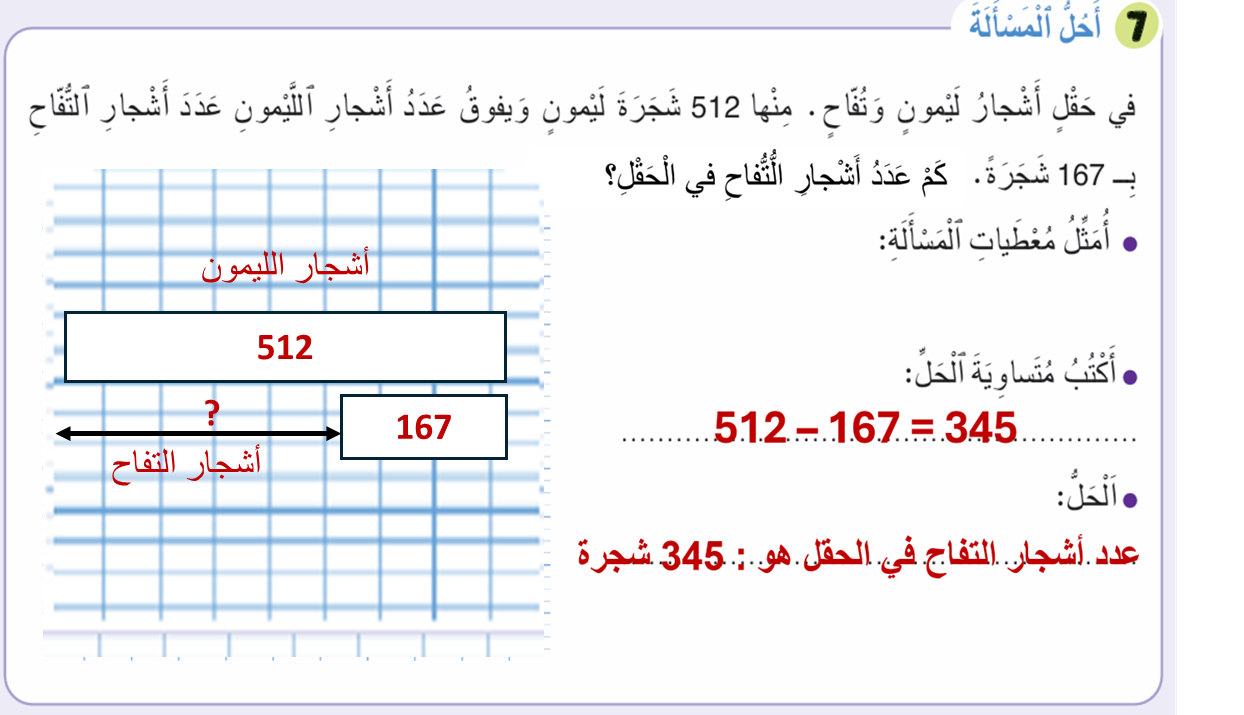 7 أَحُلُّ ٱلْمَسْأَلَةَ
في حَقْلٍ أَشْجارُ لَيْمونٍ وَتُفّاحٍ. مِنْها 512 شَجَرَةَ لَيْمونٍ وَيفوقُ عَدَدُ أَشْجارِ ٱللَّيْمونِ عَدَدَ أَشْجارِ ٱلتُّفّاحِ
بِـ 167 شَجَرَةً. كَمْ عَدَدُ أَشْجارِ الُّتُّفاحِ في الْحَقْلِ؟
• أُمَثِّلُ مُعْطَياتِ ٱلْمَسْأَلَةِ:
أشجار الليمون
512
?
167
أشجار التفاح
• أَكْتُبُ مُتَساوِيَةَ ٱلْحَلِّ:
512 – 167 = 345
• اَلْحَلُّ:
عدد أشجار التفاح في الحقل هو : 345 شجرة